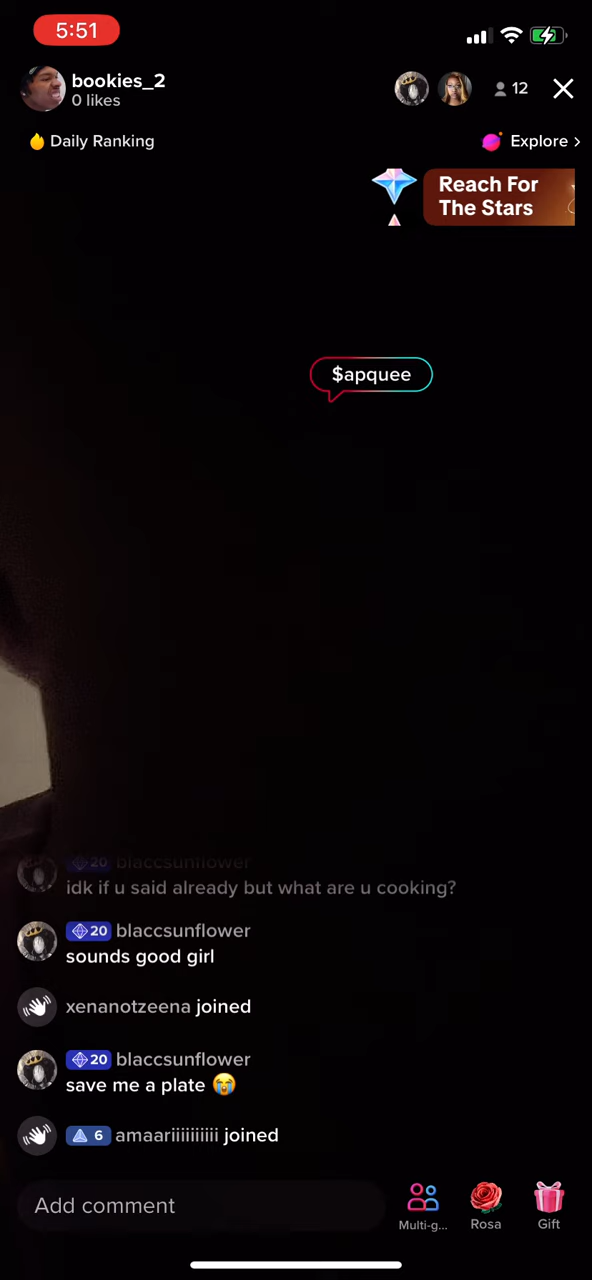 5:51
bookies_2
0 likes
12
Daily Ranking
Explore >
Reach For
The Stars
$apquee
20 blaccsunflower
idk if u said already but what are u cooking?
20 blaccsunflower
sounds good girl
xenanotzeena joined
20 blaccsunflower
save me a plate 😭
6 amaariiiiiiiiii joined
Add comment
Multi-g...
Rosa
Gift